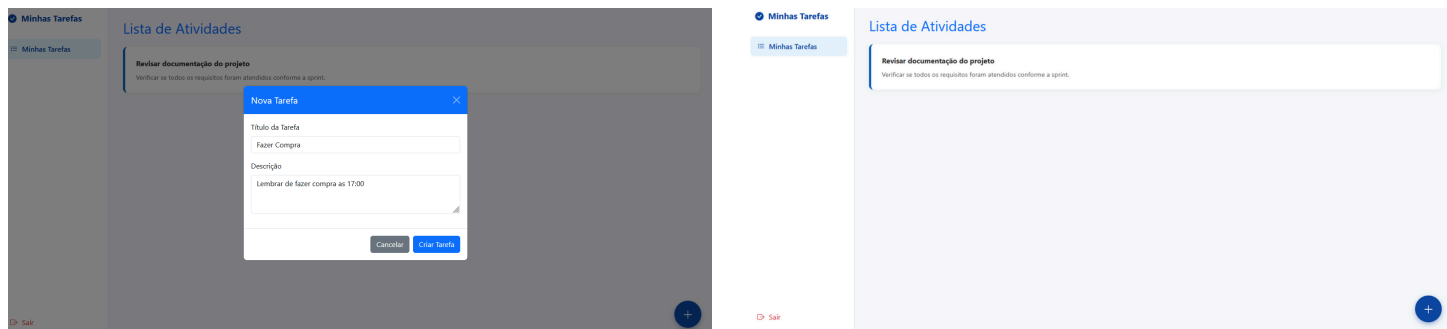 Minhas Tarefas
Minhas Tarefas
Lista de Atividades
Revisar documentação do projeto
Verificar se todos os requisitos foram atendidos conforme a sprint.
Nova Tarefa
Título da Tarefa
Fazer Compra
Descrição
Lembrar de fazer compra as 17:00
Cancelar
Criar Tarefa
Sair
Minhas Tarefas
Minhas Tarefas
Lista de Atividades
Revisar documentação do projeto
Verificar se todos os requisitos foram atendidos conforme a sprint.
Sair